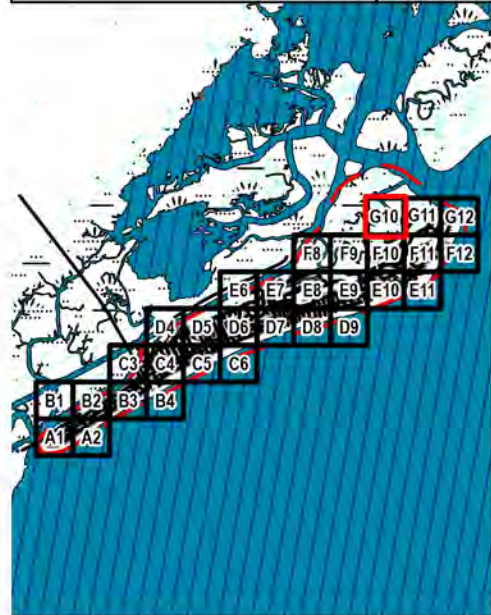 G10 G11 G12
F8 F9 F10 F11 F12
E6 E7 E8 E9 E10 E11
D4 D5 D6 D7 D8 D9
C3 C4 C5 C6
B1 B2 B3 B4
A1 A2